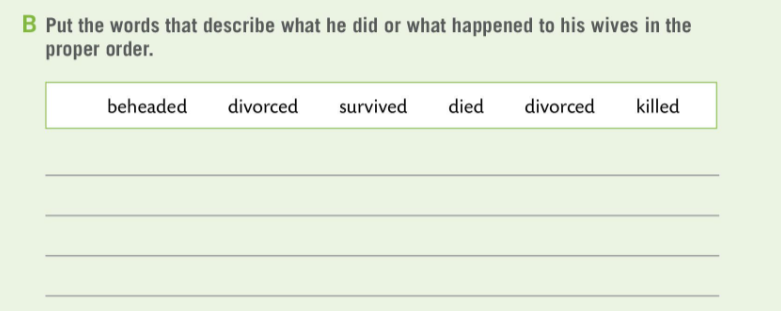 B Put the words that describe what he did or what happened to his wives in the
proper order.
beheaded divorced survived died divorced killed